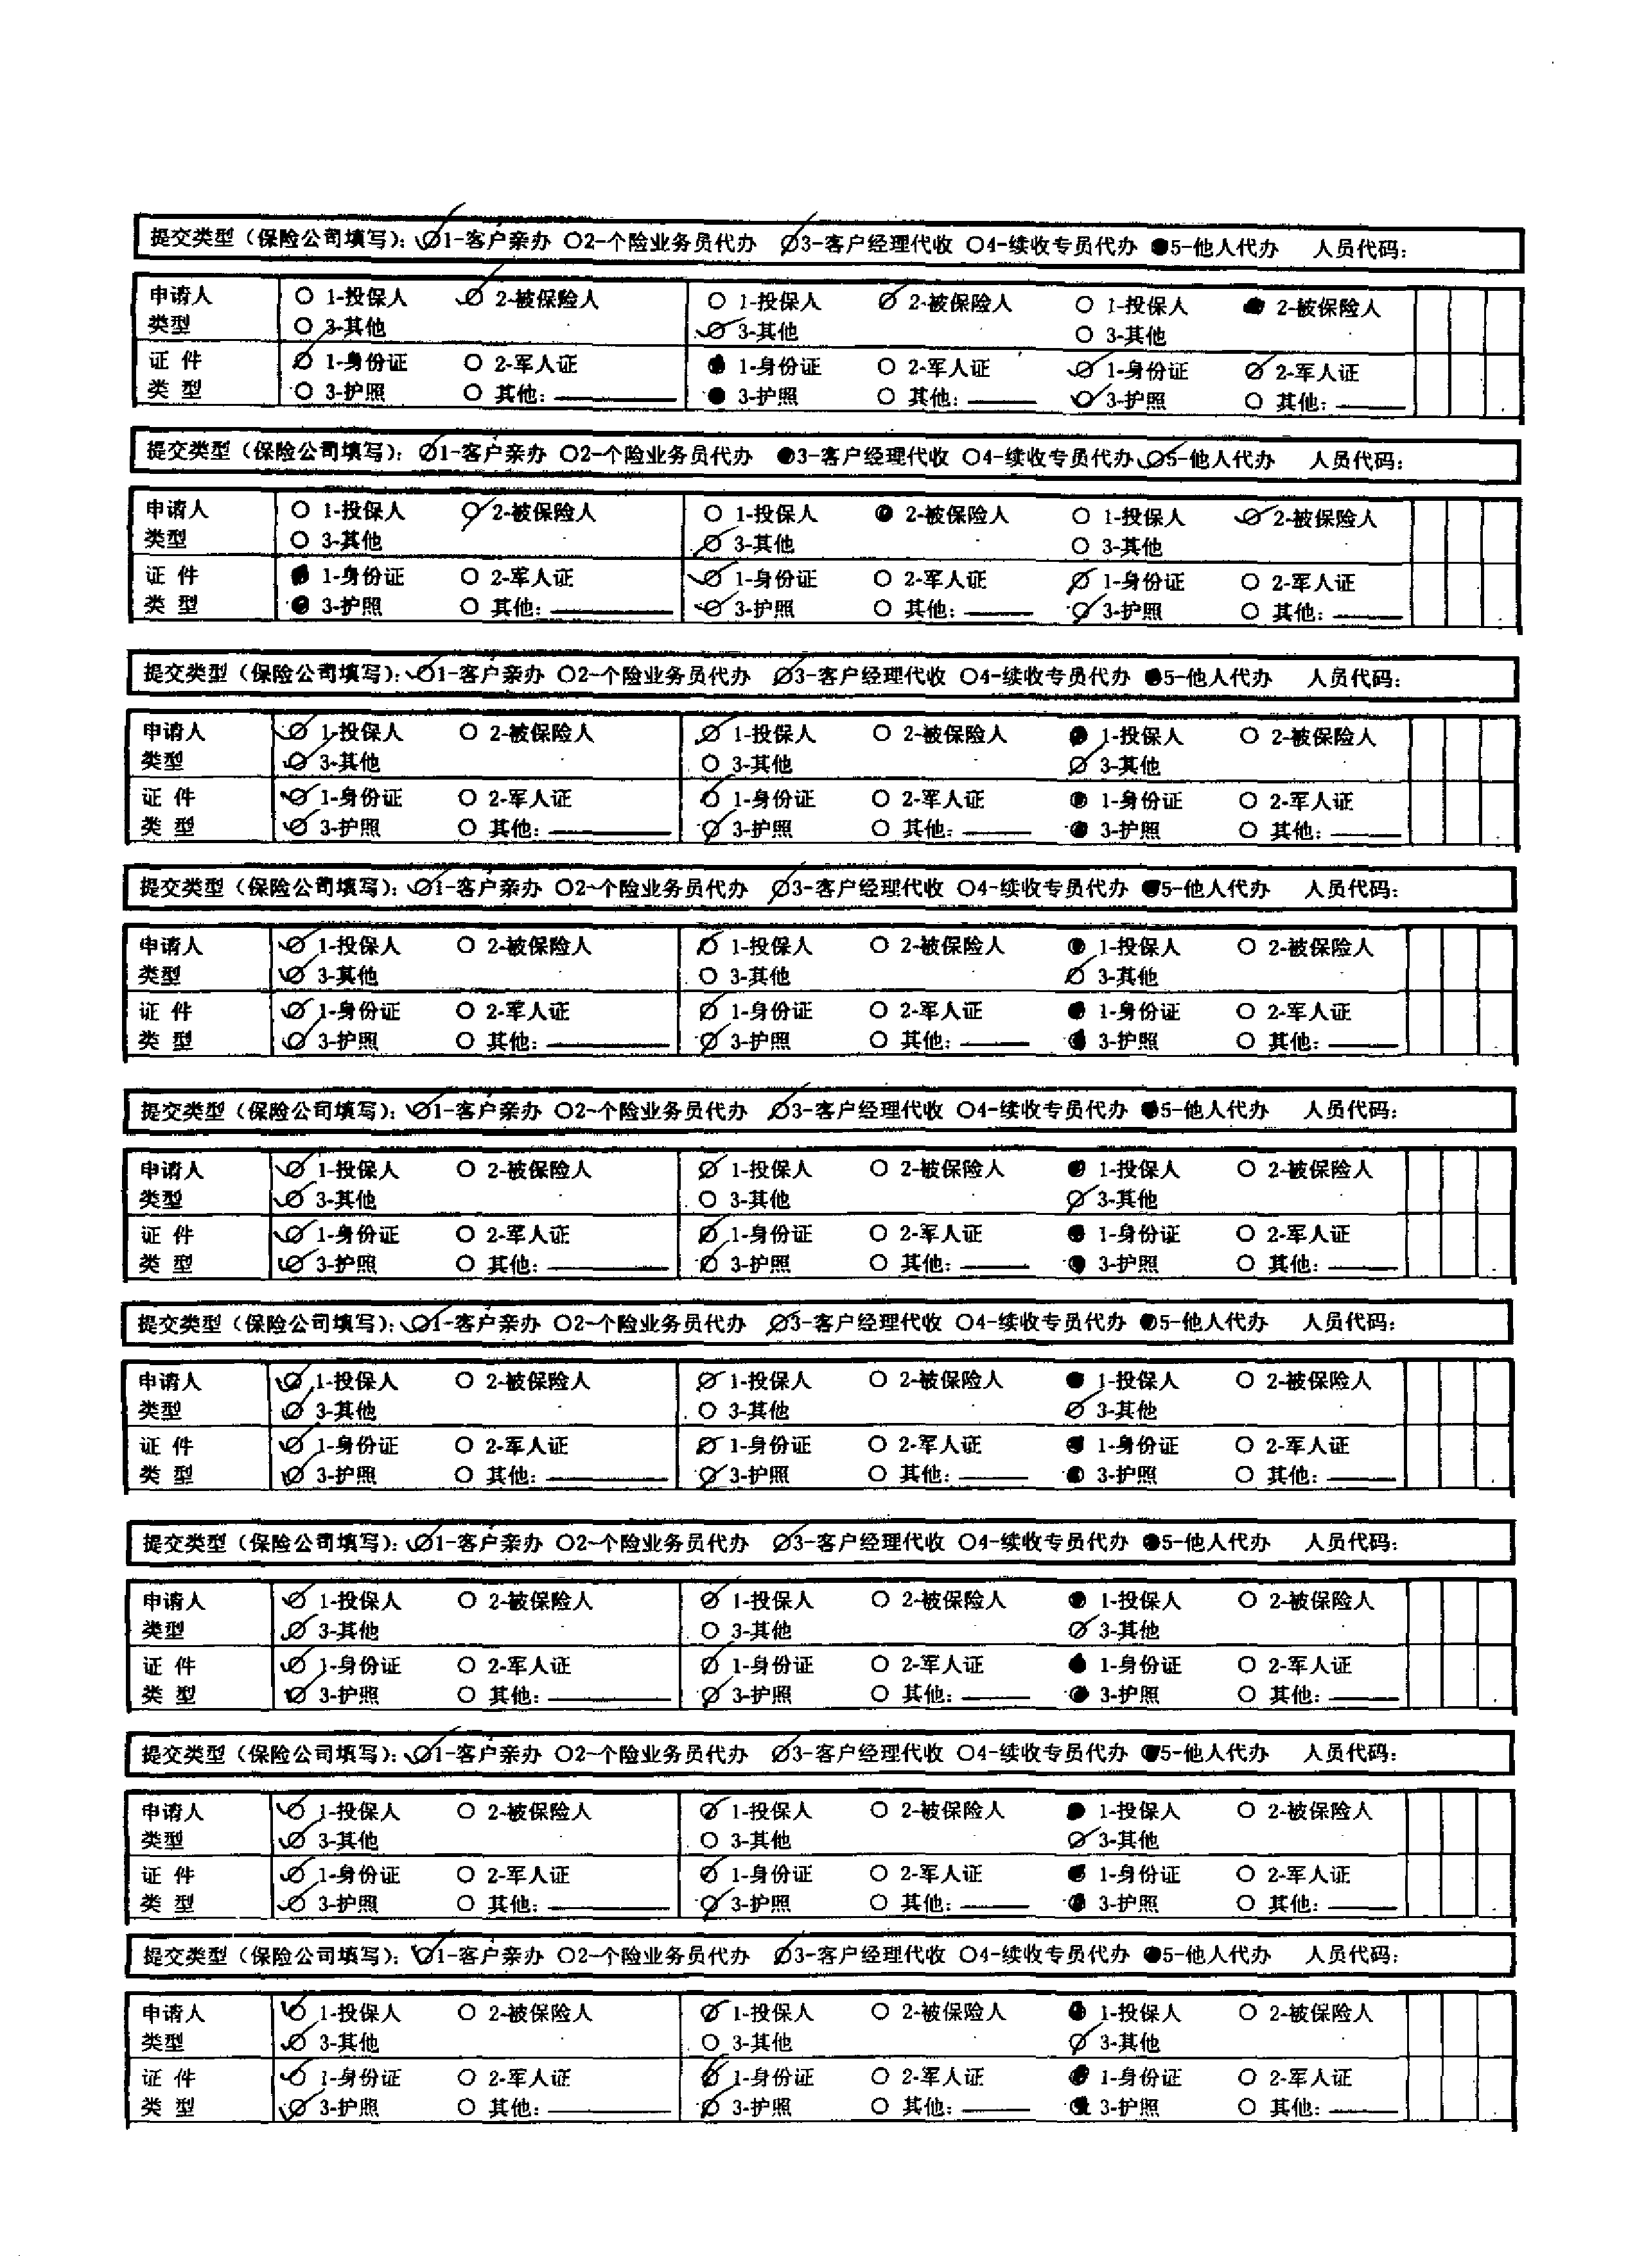 提交类型（保险公司填写）：○1-客户亲办 ○2-个险业务员代办 ○3-客户经理代收 ○4-续收专员代办 ●5-他人代办 人员代码：
申请人 ○ 1-投保人 ○ 2-被保险人 ○ 1-投保人 ○ 2-被保险人 ○ 1-投保人 ● 2-被保险人
类型 ○ 3-其他 ○ 3-其他 ○ 3-其他
证 件 ○ 1-身份证 ○ 2-军人证 ● 1-身份证 ○ 2-军人证 ○ 1-身份证 ○ 2-军人证
类 型 ○ 3-护照 ○ 其他：____ ● 3-护照 ○ 其他：____ ○ 3-护照 ○ 其他：____
提交类型（保险公司填写）：○1-客户亲办 ○2-个险业务员代办 ●3-客户经理代收 ○4-续收专员代办 ○5-他人代办 人员代码：
申请人 ○ 1-投保人 ○ 2-被保险人 ○ 1-投保人 ● 2-被保险人 ○ 1-投保人 ○ 2-被保险人
类型 ○ 3-其他 ○ 3-其他 ○ 3-其他
证 件 ● 1-身份证 ○ 2-军人证 ○ 1-身份证 ○ 2-军人证 ○ 1-身份证 ○ 2-军人证
类 型 ● 3-护照 ○ 其他：____ ○ 3-护照 ○ 其他：____ ○ 3-护照 ○ 其他：____
提交类型（保险公司填写）：○1-客户亲办 ○2-个险业务员代办 ○3-客户经理代收 ○4-续收专员代办 ●5-他人代办 人员代码：
申请人 ○ 1-投保人 ○ 2-被保险人 ○ 1-投保人 ○ 2-被保险人 ● 1-投保人 ○ 2-被保险人
类型 ○ 3-其他 ○ 3-其他 ○ 3-其他
证 件 ○ 1-身份证 ○ 2-军人证 ○ 1-身份证 ○ 2-军人证 ● 1-身份证 ○ 2-军人证
类 型 ○ 3-护照 ○ 其他：____ ○ 3-护照 ○ 其他：____ ● 3-护照 ○ 其他：____
提交类型（保险公司填写）：○1-客户亲办 ○2-个险业务员代办 ○3-客户经理代收 ○4-续收专员代办 ●5-他人代办 人员代码：
申请人 ○ 1-投保人 ○ 2-被保险人 ○ 1-投保人 ○ 2-被保险人 ● 1-投保人 ○ 2-被保险人
类型 ○ 3-其他 ○ 3-其他 ○ 3-其他
证 件 ○ 1-身份证 ○ 2-军人证 ○ 1-身份证 ○ 2-军人证 ● 1-身份证 ○ 2-军人证
类 型 ○ 3-护照 ○ 其他：____ ○ 3-护照 ○ 其他：____ ● 3-护照 ○ 其他：____
提交类型（保险公司填写）：○1-客户亲办 ○2-个险业务员代办 ○3-客户经理代收 ○4-续收专员代办 ●5-他人代办 人员代码：
申请人 ○ 1-投保人 ○ 2-被保险人 ○ 1-投保人 ○ 2-被保险人 ● 1-投保人 ○ 2-被保险人
类型 ○ 3-其他 ○ 3-其他 ○ 3-其他
证 件 ○ 1-身份证 ○ 2-军人证 ○ 1-身份证 ○ 2-军人证 ● 1-身份证 ○ 2-军人证
类 型 ○ 3-护照 ○ 其他：____ ○ 3-护照 ○ 其他：____ ● 3-护照 ○ 其他：____
提交类型（保险公司填写）：○1-客户亲办 ○2-个险业务员代办 ○3-客户经理代收 ○4-续收专员代办 ●5-他人代办 人员代码：
申请人 ○ 1-投保人 ○ 2-被保险人 ○ 1-投保人 ○ 2-被保险人 ● 1-投保人 ○ 2-被保险人
类型 ○ 3-其他 ○ 3-其他 ○ 3-其他
证 件 ○ 1-身份证 ○ 2-军人证 ○ 1-身份证 ○ 2-军人证 ● 1-身份证 ○ 2-军人证
类 型 ○ 3-护照 ○ 其他：____ ○ 3-护照 ○ 其他：____ ● 3-护照 ○ 其他：____
提交类型（保险公司填写）：○1-客户亲办 ○2-个险业务员代办 ○3-客户经理代收 ○4-续收专员代办 ●5-他人代办 人员代码：
申请人 ○ 1-投保人 ○ 2-被保险人 ○ 1-投保人 ○ 2-被保险人 ● 1-投保人 ○ 2-被保险人
类型 ○ 3-其他 ○ 3-其他 ○ 3-其他
证 件 ○ 1-身份证 ○ 2-军人证 ○ 1-身份证 ○ 2-军人证 ● 1-身份证 ○ 2-军人证
类 型 ○ 3-护照 ○ 其他：____ ○ 3-护照 ○ 其他：____ ● 3-护照 ○ 其他：____
提交类型（保险公司填写）：○1-客户亲办 ○2-个险业务员代办 ○3-客户经理代收 ○4-续收专员代办 ●5-他人代办 人员代码：
申请人 ○ 1-投保人 ○ 2-被保险人 ○ 1-投保人 ○ 2-被保险人 ● 1-投保人 ○ 2-被保险人
类型 ○ 3-其他 ○ 3-其他 ○ 3-其他
证 件 ○ 1-身份证 ○ 2-军人证 ○ 1-身份证 ○ 2-军人证 ● 1-身份证 ○ 2-军人证
类 型 ○ 3-护照 ○ 其他：____ ○ 3-护照 ○ 其他：____ ● 3-护照 ○ 其他：____
提交类型（保险公司填写）：○1-客户亲办 ○2-个险业务员代办 ○3-客户经理代收 ○4-续收专员代办 ●5-他人代办 人员代码：
申请人 ○ 1-投保人 ○ 2-被保险人 ○ 1-投保人 ○ 2-被保险人 ● 1-投保人 ○ 2-被保险人
类型 ○ 3-其他 ○ 3-其他 ○ 3-其他
证 件 ○ 1-身份证 ○ 2-军人证 ○ 1-身份证 ○ 2-军人证 ● 1-身份证 ○ 2-军人证
类 型 ○ 3-护照 ○ 其他：____ ○ 3-护照 ○ 其他：____ ● 3-护照 ○ 其他：____